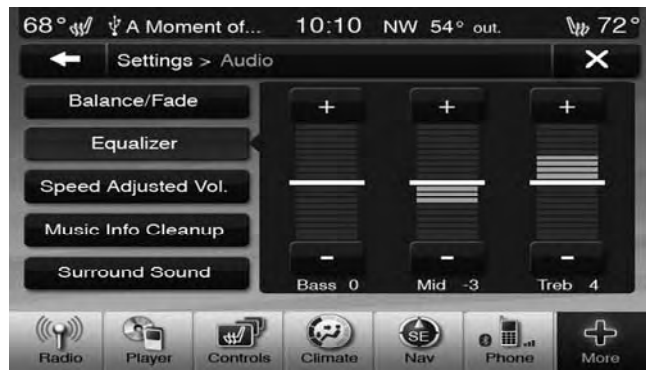 68° A Moment of... 10:10 NW 54° out. 72°
Settings > Audio
Balance/Fade
Equalizer
Speed Adjusted Vol.
Music Info Cleanup
Surround Sound
+ + +
- - -
Bass 0 Mid -3 Treb 4
SE
Radio Player Controls Climate Nav Phone More